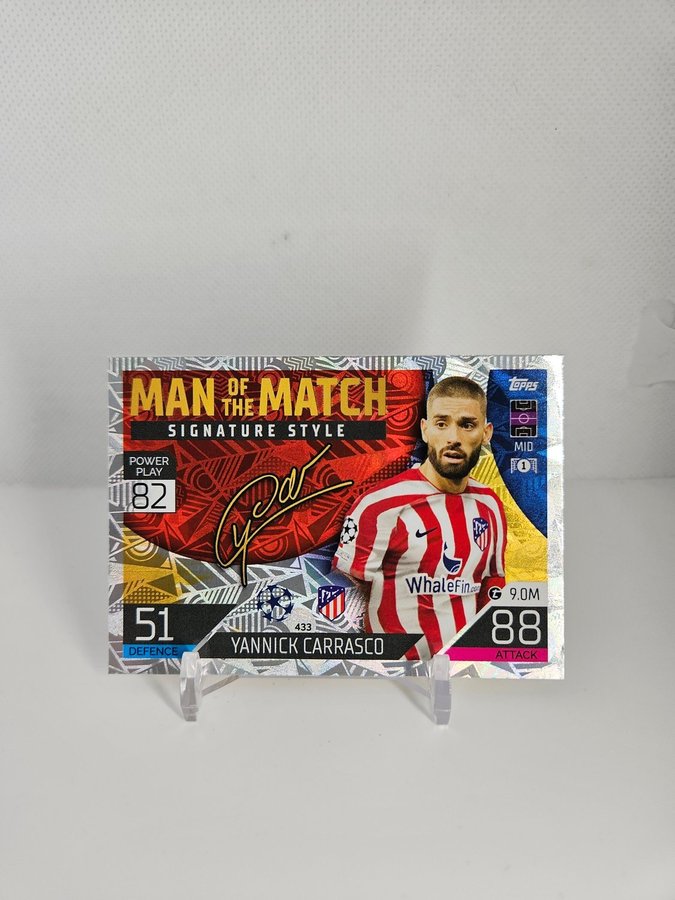 MAN OF THE MATCH
SIGNATURE STYLE
topps
MID
1
POWER
PLAY
82
WhaleFin.com
9.0M
51
DEFENCE
433
YANNICK CARRASCO
88
ATTACK